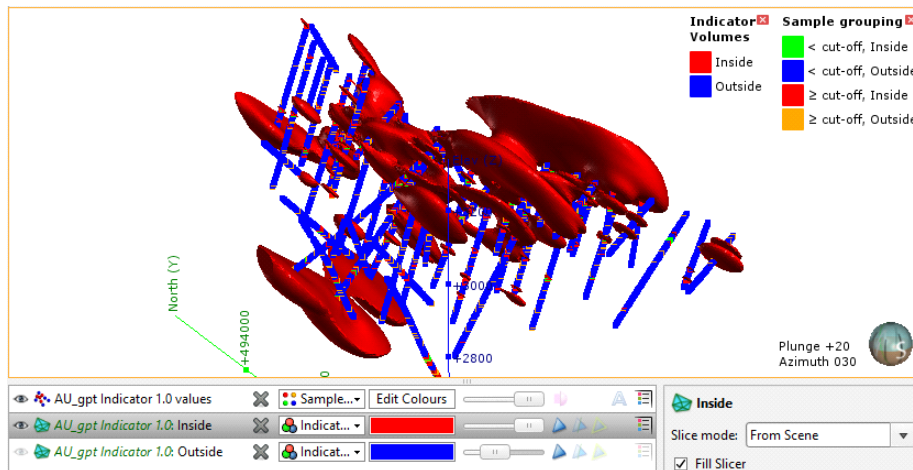 Indicator
Volumes
Inside
Outside
Sample grouping
< cut-off, Inside
< cut-off, Outside
≥ cut-off, Inside
≥ cut-off, Outside
North (Y)
+494000
+2800
Plunge +20
Azimuth 030
S
AU_gpt Indicator 1.0 values
Sample...
Edit Colours
AU_gpt Indicator 1.0: Inside
Indicat...
AU_gpt Indicator 1.0: Outside
Indicat...
Inside
Slice mode: From Scene
Fill Slicer